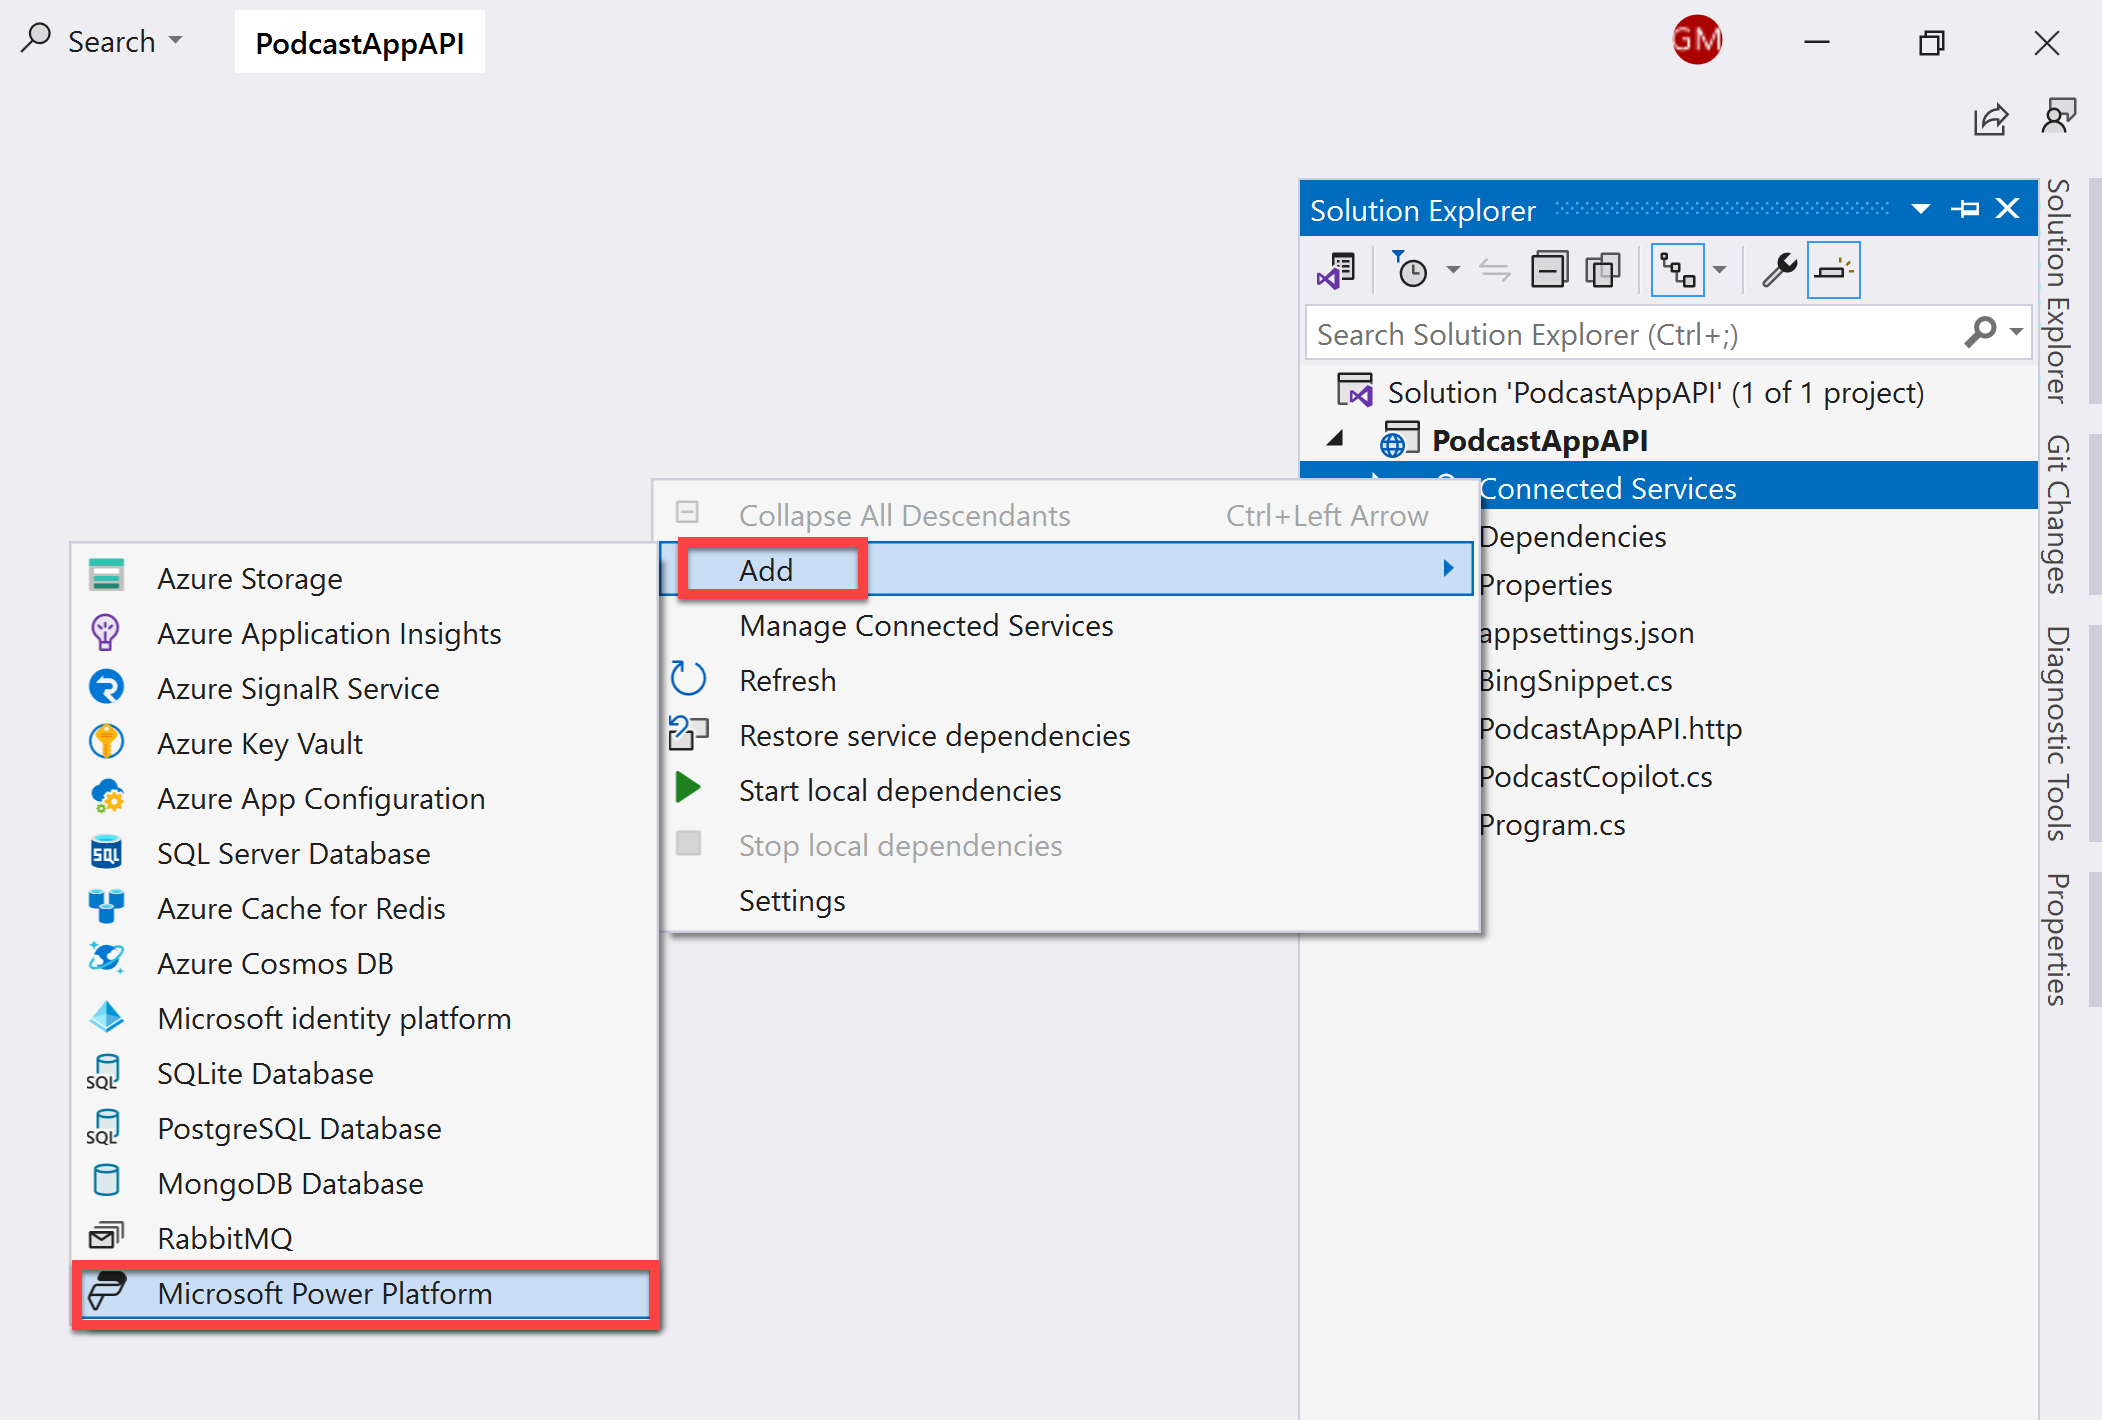 Search
PodcastAppAPI
GM
Solution Explorer
Search Solution Explorer (Ctrl+;)
Solution 'PodcastAppAPI' (1 of 1 project)
PodcastAppAPI
Connected Services
Dependencies
Properties
appsettings.json
BingSnippet.cs
PodcastAppAPI.http
PodcastCopilot.cs
Program.cs
Collapse All Descendants Ctrl+Left Arrow
Add
Manage Connected Services
Refresh
Restore service dependencies
Start local dependencies
Stop local dependencies
Settings
Azure Storage
Azure Application Insights
Azure SignalR Service
Azure Key Vault
Azure App Configuration
SQL SQL Server Database
Azure Cache for Redis
Azure Cosmos DB
Microsoft identity platform
SQL SQLite Database
SQL PostgreSQL Database
MongoDB Database
RabbitMQ
Microsoft Power Platform
Solution Explorer
Git Changes
Diagnostic Tools
Properties